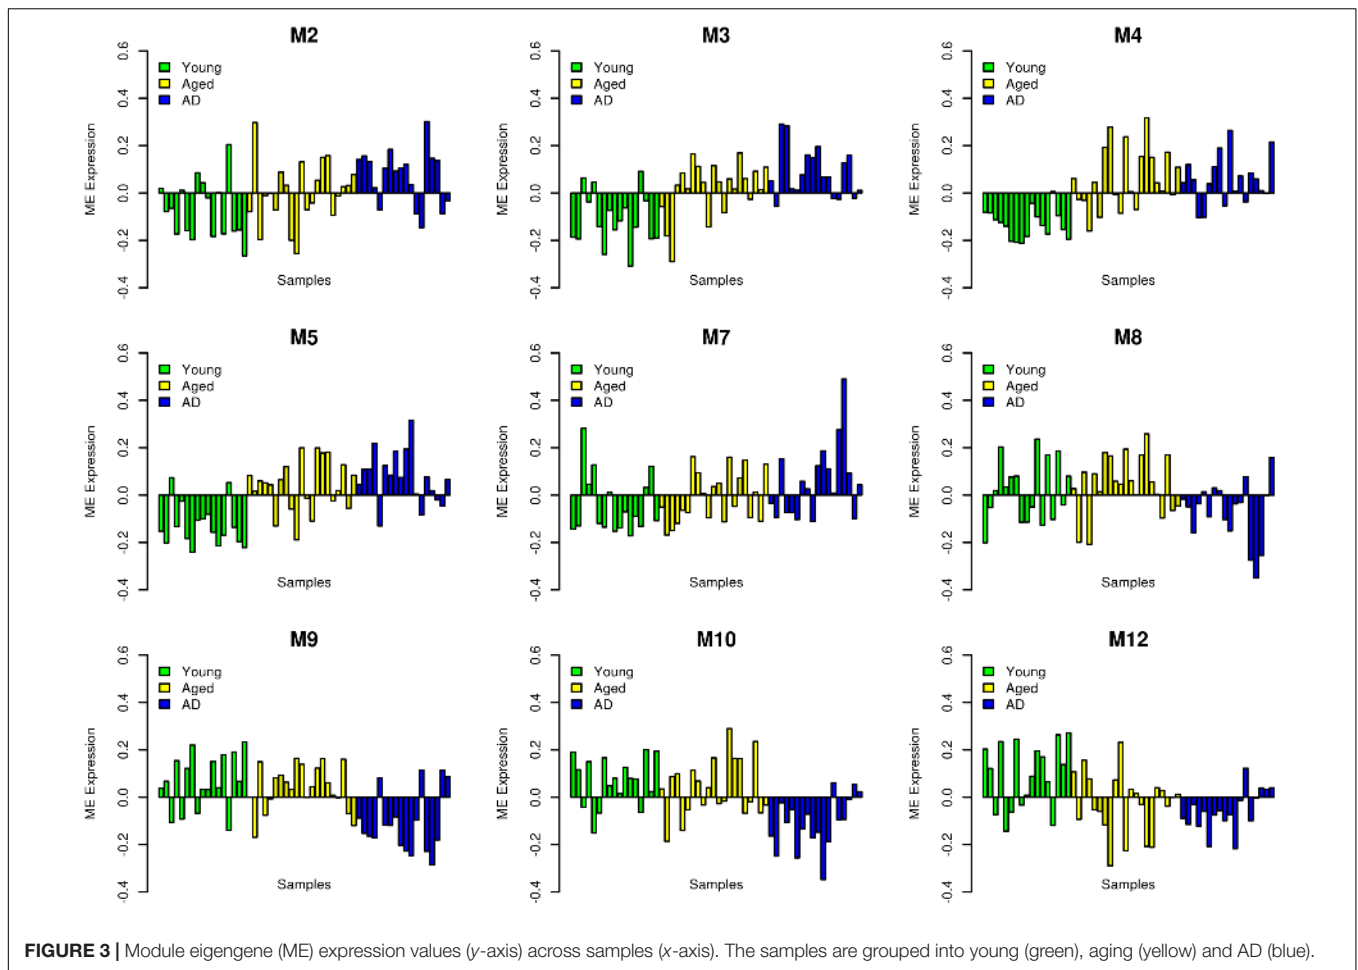 M2
0.6
0.4
0.2
0.0
-0.2
-0.4
ME Expression
Young
Aged
AD
Samples
M3
0.6
0.4
0.2
0.0
-0.2
-0.4
ME Expression
Young
Aged
AD
Samples
M4
0.6
0.4
0.2
0.0
-0.2
-0.4
ME Expression
Young
Aged
AD
Samples
M5
0.6
0.4
0.2
0.0
-0.2
-0.4
ME Expression
Young
Aged
AD
Samples
M7
0.6
0.4
0.2
0.0
-0.2
-0.4
ME Expression
Young
Aged
AD
Samples
M8
0.6
0.4
0.2
0.0
-0.2
-0.4
ME Expression
Young
Aged
AD
Samples
M9
0.6
0.4
0.2
0.0
-0.2
-0.4
ME Expression
Young
Aged
AD
Samples
M10
0.6
0.4
0.2
0.0
-0.2
-0.4
ME Expression
Young
Aged
AD
Samples
M12
0.6
0.4
0.2
0.0
-0.2
-0.4
ME Expression
Young
Aged
AD
Samples
FIGURE 3 | Module eigengene (ME) expression values (y-axis) across samples (x-axis). The samples are grouped into young (green), aging (yellow) and AD (blue).